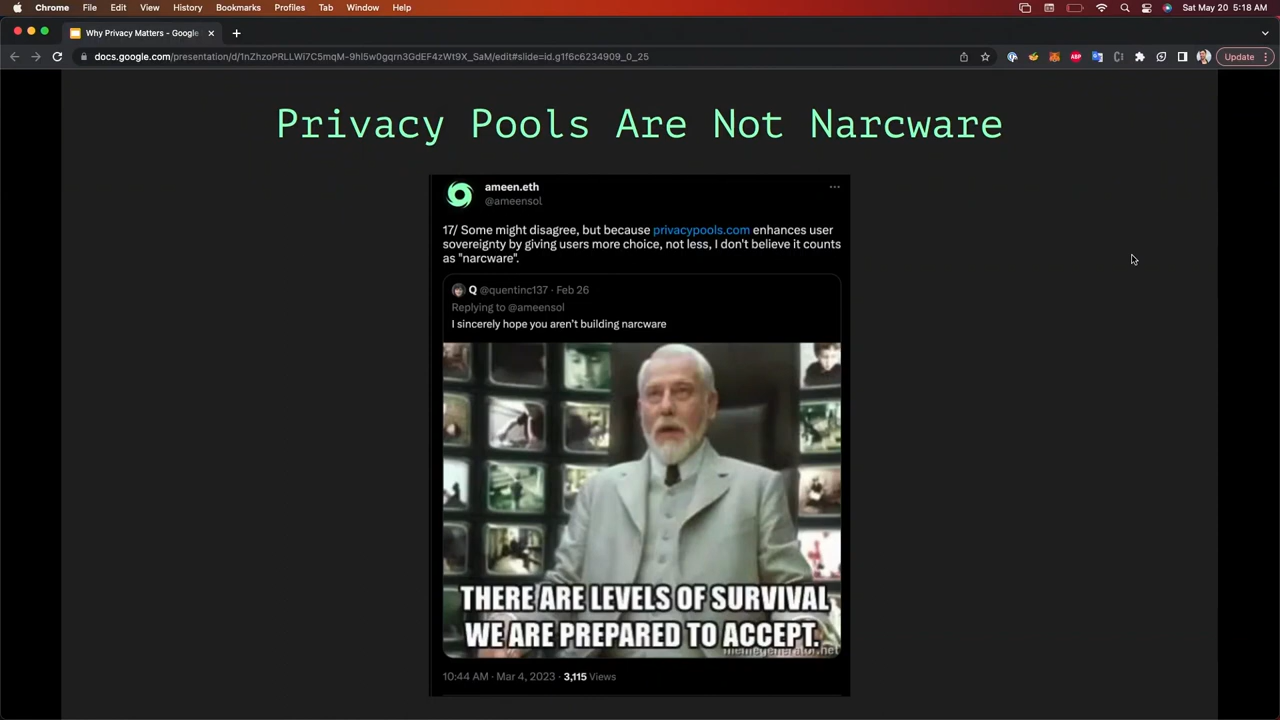 Chrome File Edit View History Bookmarks Profiles Tab Window Help Sat May 20 5:18 AM
Why Privacy Matters - Google
docs.google.com/presentation/d/1nZhzoPRLLWi7C5mqM-9hI5w0gqrn3GdEF4zWt9X_SaM/edit#slide=id.g1f6c6234909_0_25
ABP
Update
Privacy Pools Are Not Narcware
ameen.eth
@ameensol
17/ Some might disagree, but because privacypools.com enhances user
sovereignty by giving users more choice, not less, I don't believe it counts
as "narcware".
Q @quentinc137 · Feb 26
Replying to @ameensol
I sincerely hope you aren't building narcware
THERE ARE LEVELS OF SURVIVAL
WE ARE PREPARED TO ACCEPT.
memegenerator.net
10:44 AM · Mar 4, 2023 · 3,115 Views